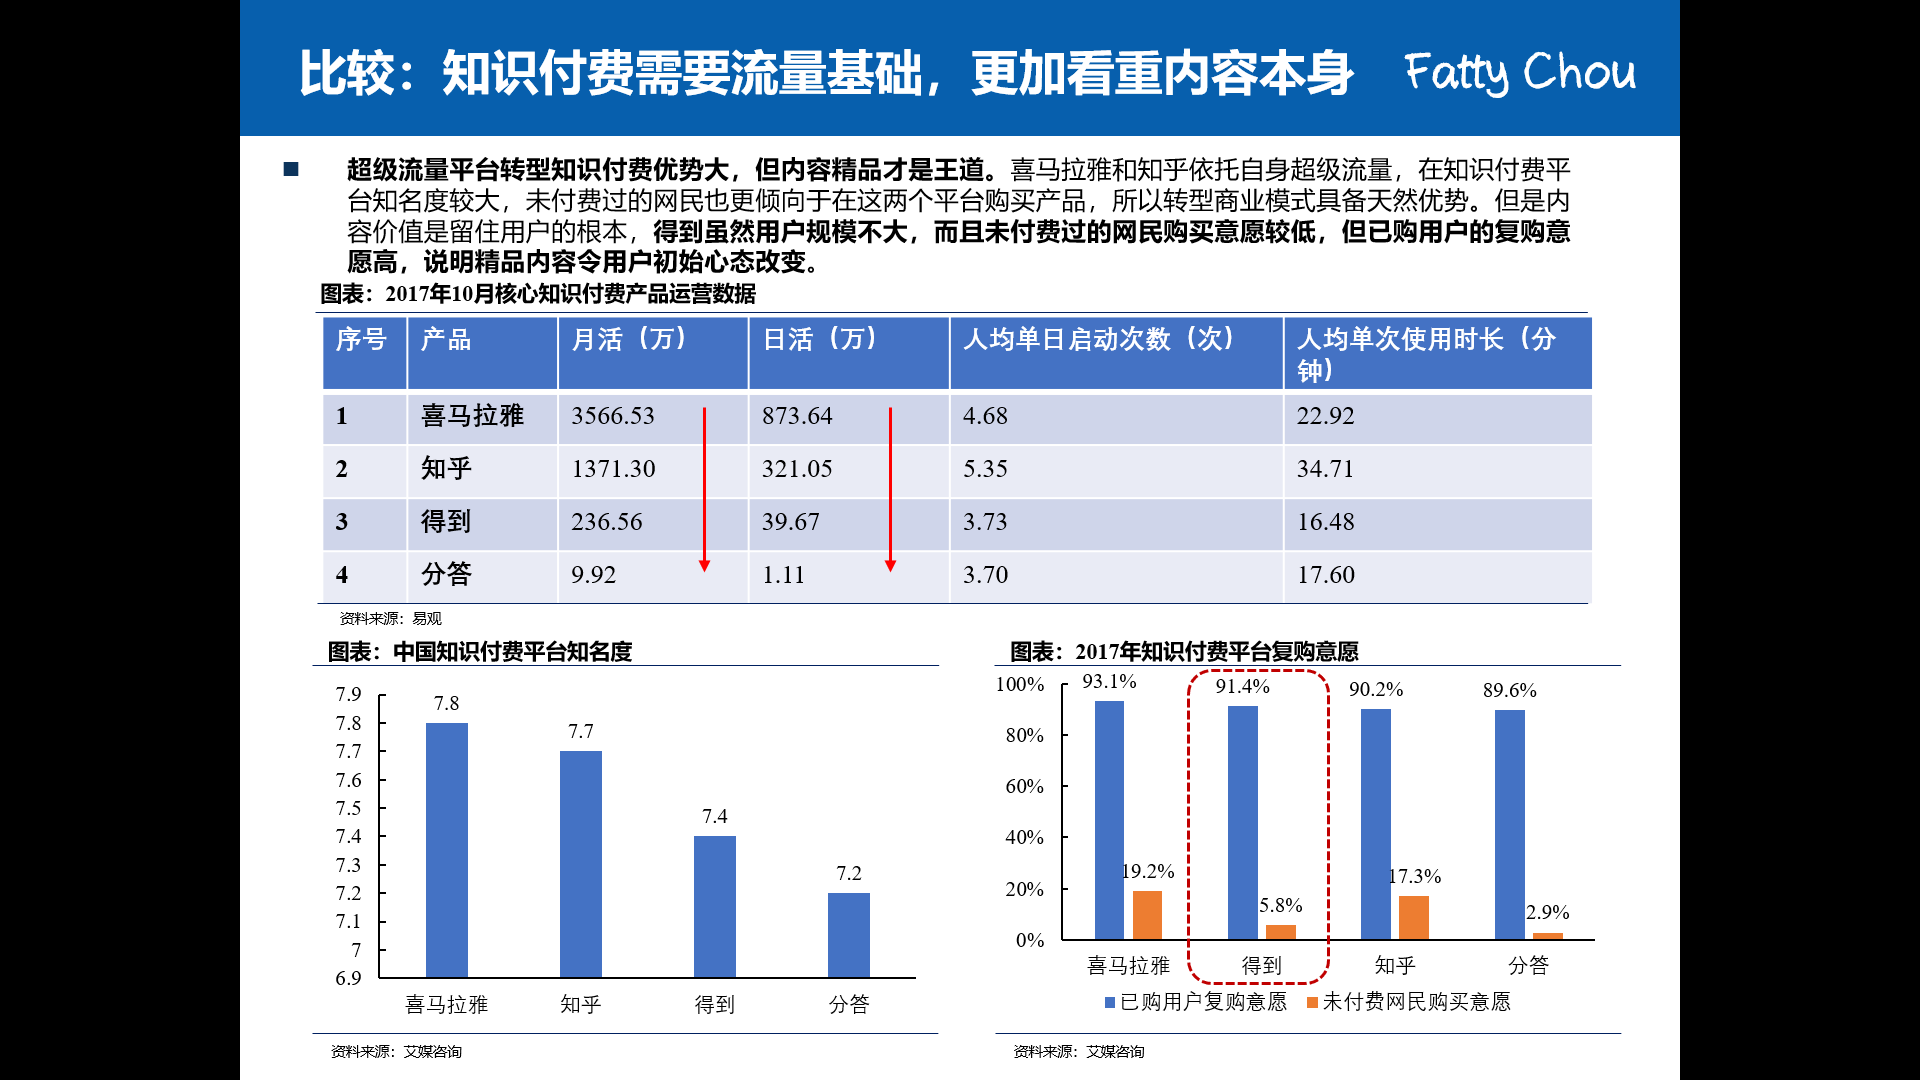 比较：知识付费需要流量基础，更加看重内容本身
Fatty Chou
超级流量平台转型知识付费优势大，但内容精品才是王道。喜马拉雅和知乎依托自身超级流量，在知识付费平
台知名度较大，未付费过的网民也更倾向于在这两个平台购买产品，所以转型商业模式具备天然优势。但是内
容价值是留住用户的根本，得到虽然用户规模不大，而且未付费过的网民购买意愿较低，但已购用户的复购意
愿高，说明精品内容令用户初始心态改变。
图表：2017年10月核心知识付费产品运营数据
序号 产品 月活（万） 日活（万） 人均单日启动次数（次） 人均单次使用时长（分
钟）
1 喜马拉雅 3566.53 873.64 4.68 22.92
2 知乎 1371.30 321.05 5.35 34.71
3 得到 236.56 39.67 3.73 16.48
4 分答 9.92 1.11 3.70 17.60
资料来源：易观
图表：中国知识付费平台知名度
7.9
7.8
7.7
7.6
7.5
7.4
7.3
7.2
7.1
7
6.9
7.8
7.7
7.4
7.2
喜马拉雅 知乎 得到 分答
资料来源：艾媒咨询
图表：2017年知识付费平台复购意愿
100%
80%
60%
40%
20%
0%
93.1% 91.4% 90.2% 89.6%
19.2% 5.8% 17.3% 2.9%
喜马拉雅 得到 知乎 分答
已购用户复购意愿 未付费网民购买意愿
资料来源：艾媒咨询